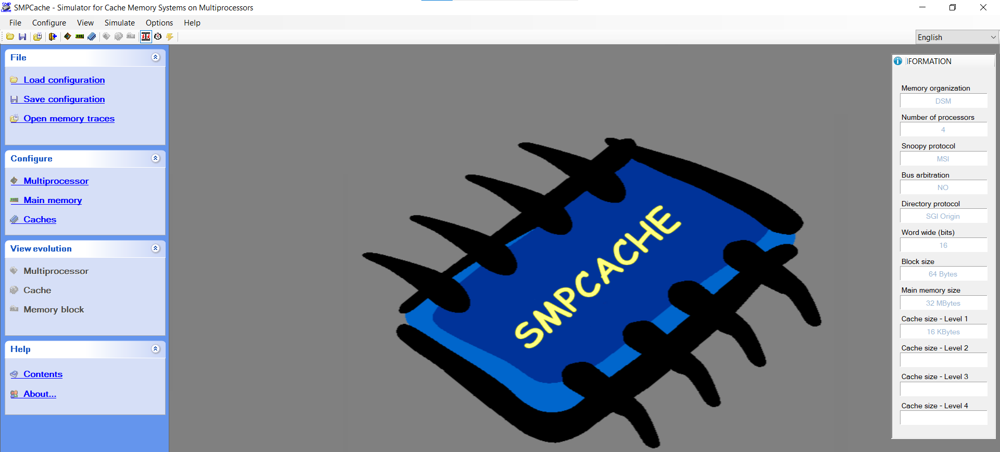 SMPCache - Simulator for Cache Memory Systems on Multiprocessors
File Configure View Simulate Options Help
English
File
Load configuration
Save configuration
Open memory traces
Configure
Multiprocessor
Main memory
Caches
View evolution
Multiprocessor
Cache
Memory block
Help
Contents
About...
SMPCACHE
IFORMATION
Memory organization
DSM
Number of processors
4
Snoopy protocol
MSI
Bus arbitration
NO
Directory protocol
SGI Origin
Word wide (bits)
16
Block size
64 Bytes
Main memory size
32 MBytes
Cache size - Level 1
16 KBytes
Cache size - Level 2
Cache size - Level 3
Cache size - Level 4